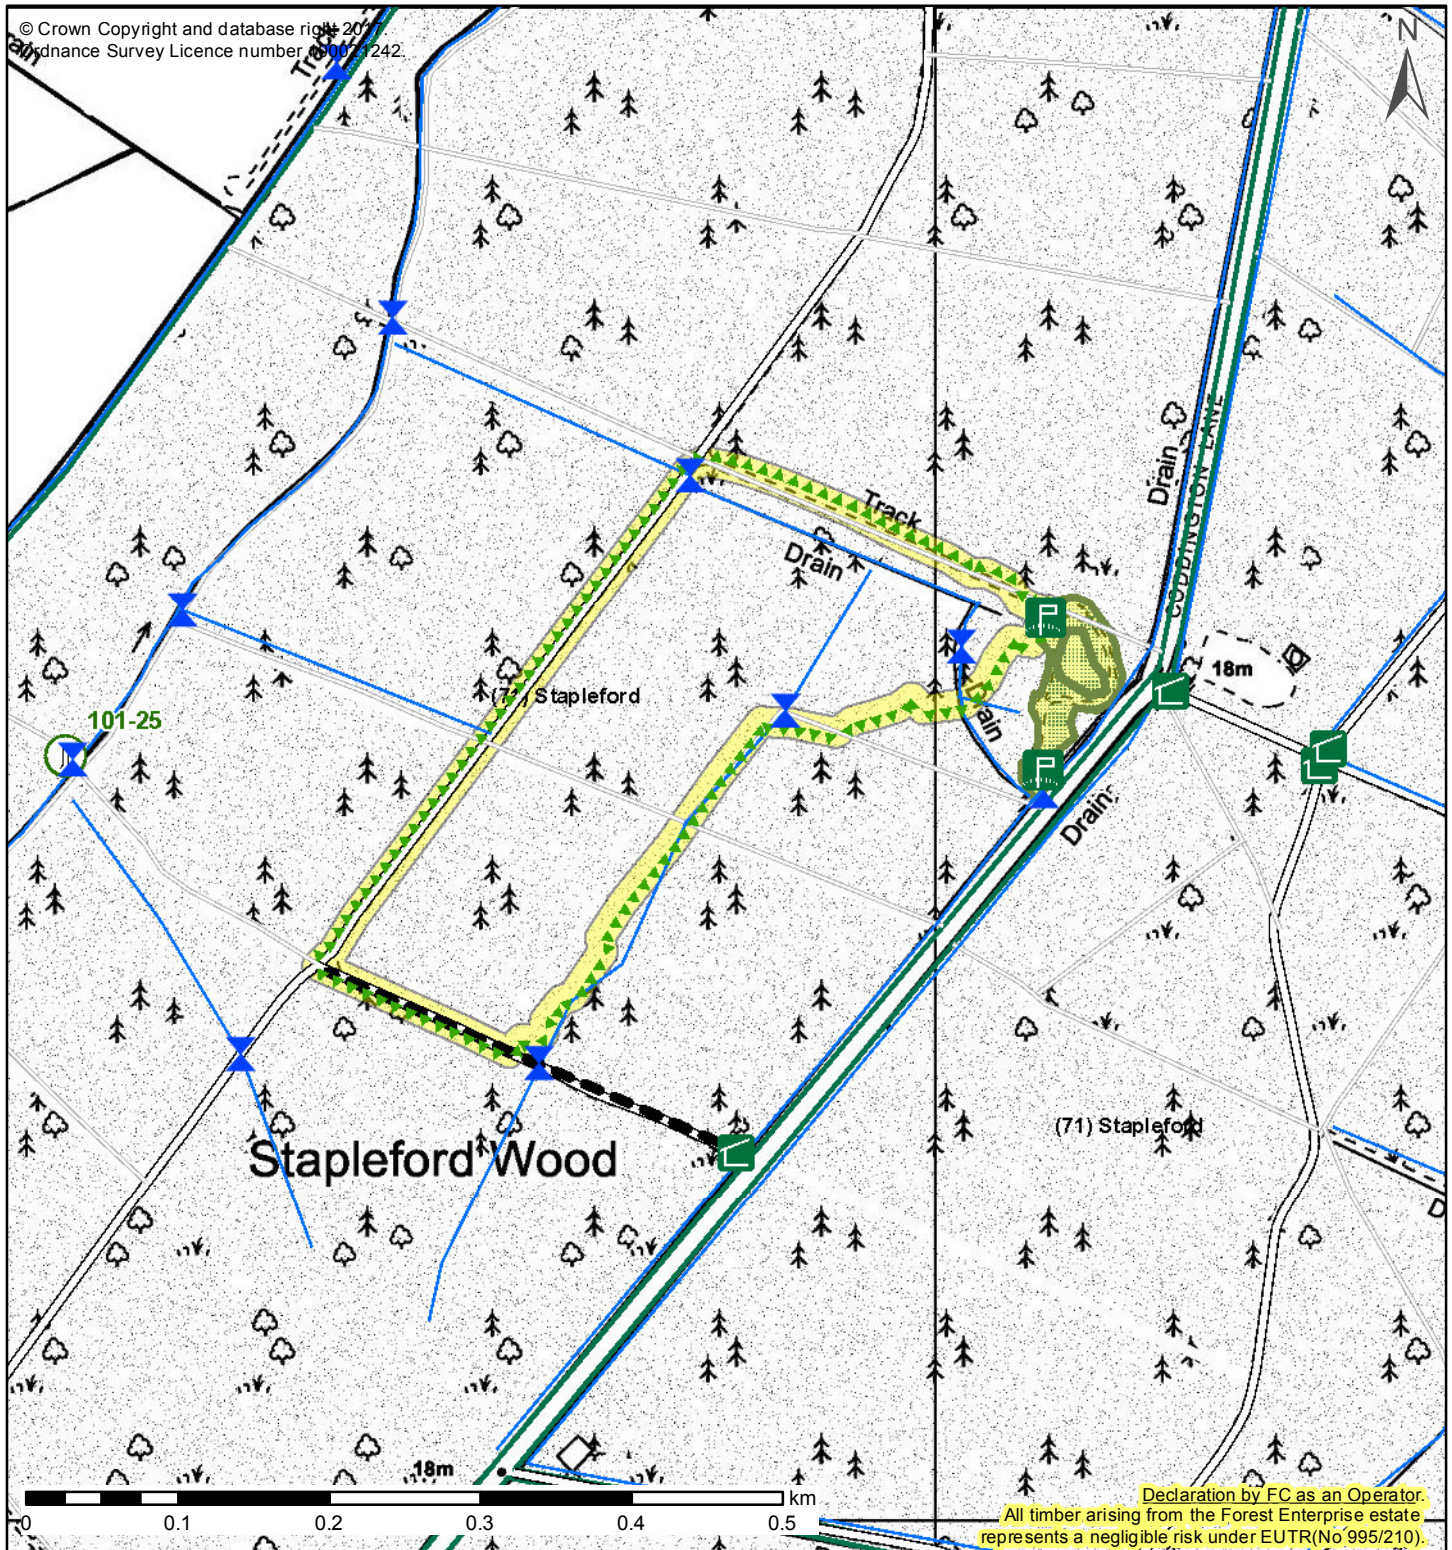 © Crown Copyright and database right 2017
Ordnance Survey Licence number 100021242.
N
Track
rain
Drain
CODDINGTON LANE
Track
Drain
18m
(71) Stapleford
101-25
Drain
Drain
(71) Stapleford
Stapleford Wood
D
18m
km
0 0.1 0.2 0.3 0.4 0.5
Declaration by FC as an Operator.
All timber arising from the Forest Enterprise estate
represents a negligible risk under EUTR(No 995/210).